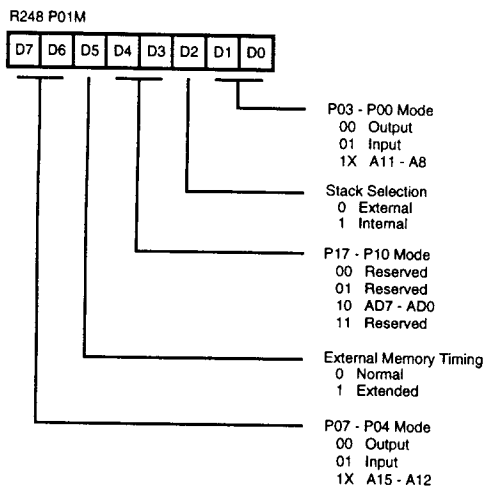 R248 P01M
D7 D6 D5 D4 D3 D2 D1 D0
P03 - P00 Mode
00 Output
01 Input
1X A11 - A8
Stack Selection
0 External
1 Internal
P17 - P10 Mode
00 Reserved
01 Reserved
10 AD7 - AD0
11 Reserved
External Memory Timing
0 Normal
1 Extended
P07 - P04 Mode
00 Output
01 Input
1X A15 - A12